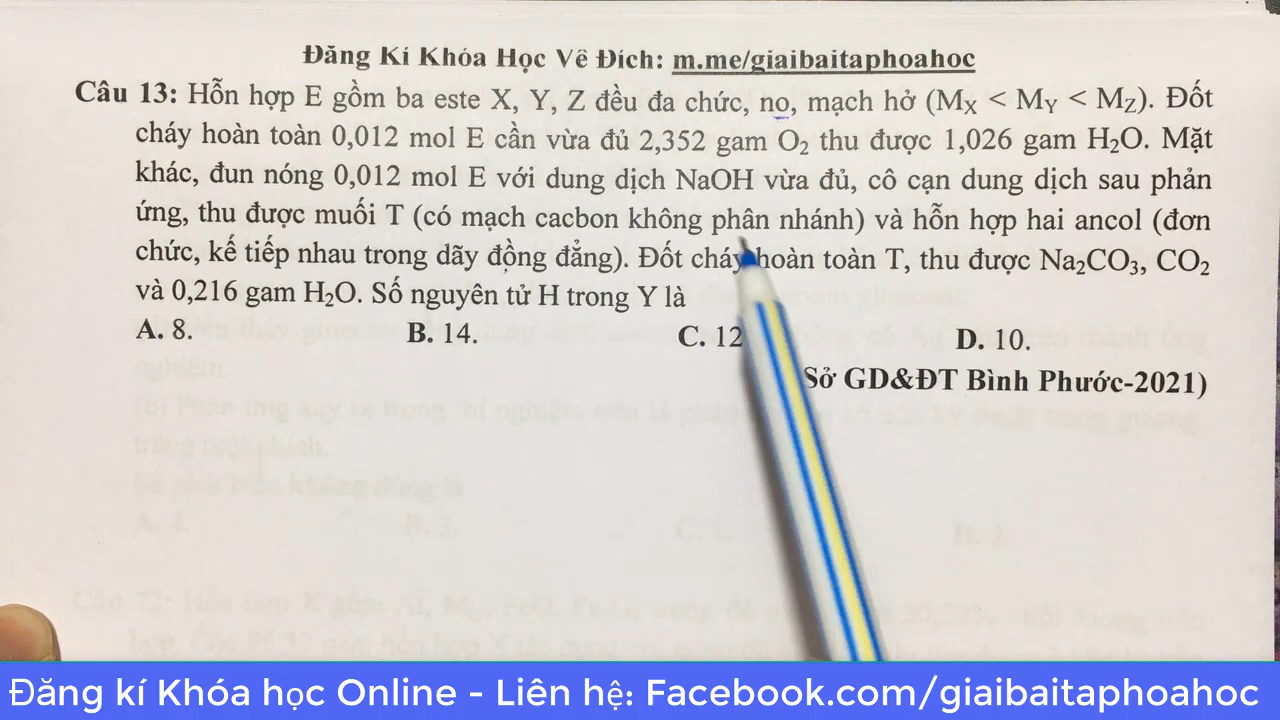 Đăng Kí Khóa Học Về Đích: m.me/giaibaitaphoahoc
Câu 13: Hỗn hợp E gồm ba este X, Y, Z đều đa chức, no, mạch hở (MX < MY < MZ). Đốt
cháy hoàn toàn 0,012 mol E cần vừa đủ 2,352 gam O2 thu được 1,026 gam H2O. Mặt
khác, đun nóng 0,012 mol E với dung dịch NaOH vừa đủ, cô cạn dung dịch sau phản
ứng, thu được muối T (có mạch cacbon không phân nhánh) và hỗn hợp hai ancol (đơn
chức, kế tiếp nhau trong dãy đồng đẳng). Đốt cháy hoàn toàn T, thu được Na2CO3, CO2
và 0,216 gam H2O. Số nguyên tử H trong Y là
A. 8. B. 14. C. 12 D. 10.
Sở GD&ĐT Bình Phước-2021)
Đăng kí Khóa học Online - Liên hệ: Facebook.com/giaibaitaphoahoc